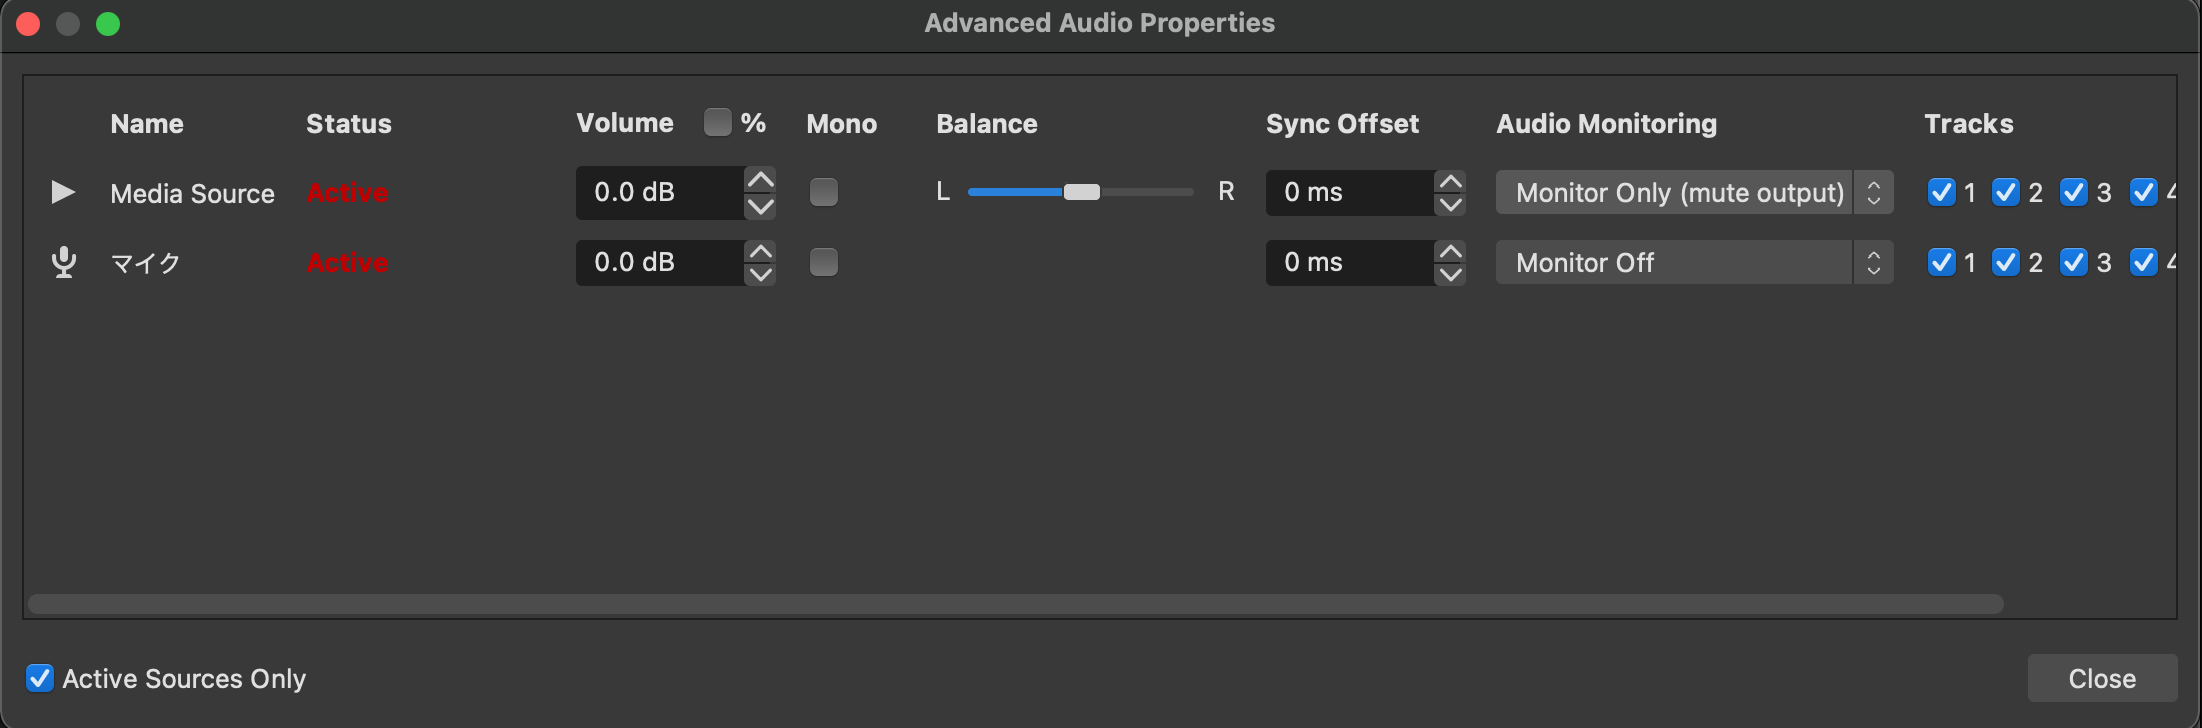 Advanced Audio Properties
Name Status Volume % Mono Balance Sync Offset Audio Monitoring Tracks
Media Source Active 0.0 dB L R 0 ms Monitor Only (mute output) 1 2 3 4
マイク Active 0.0 dB 0 ms Monitor Off 1 2 3 4
Active Sources Only Close